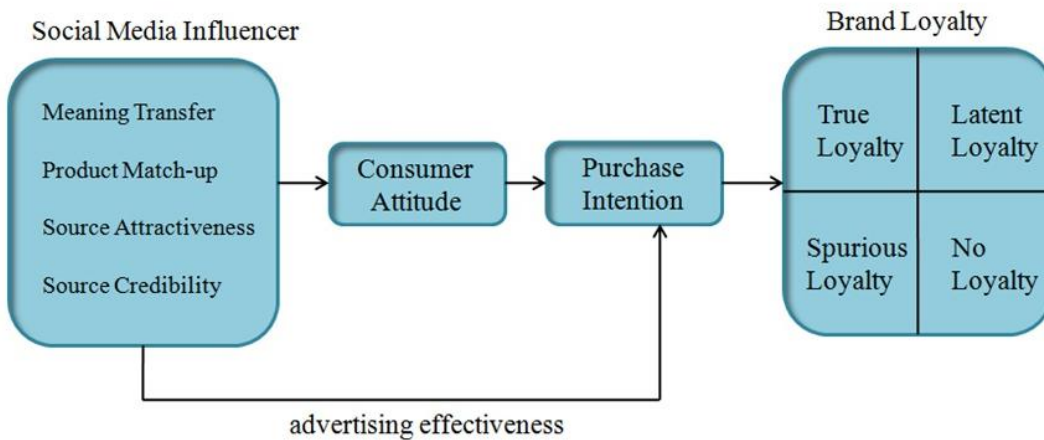 Social Media Influencer
Meaning Transfer
Product Match-up
Source Attractiveness
Source Credibility
Consumer
Attitude
Purchase
Intention
Brand Loyalty
True
Loyalty
Latent
Loyalty
Spurious
Loyalty
No
Loyalty
advertising effectiveness